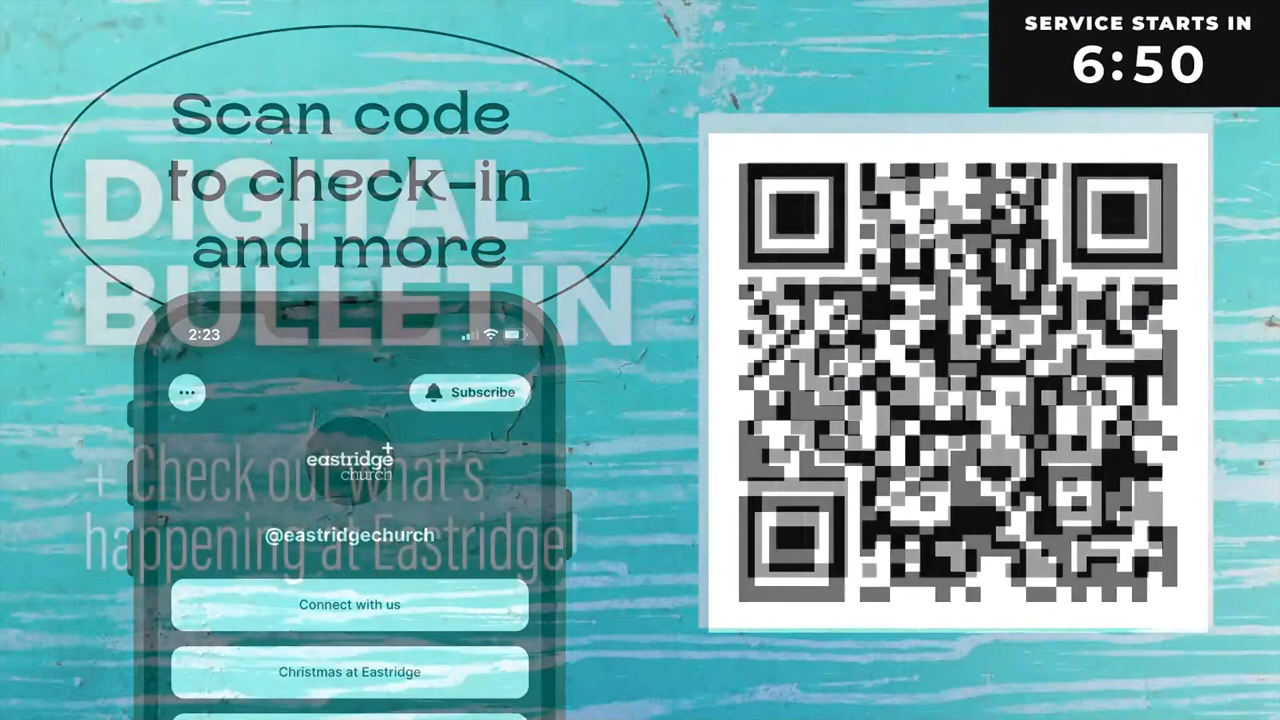 SERVICE STARTS IN
6:50
Scan code
to check-in
and more
DIGITAL
BULLETIN
2:23
Subscribe
eastridge
church
@eastridgechurch
+ Check out what's
happening at Eastridge!
Connect with us
Christmas at Eastridge